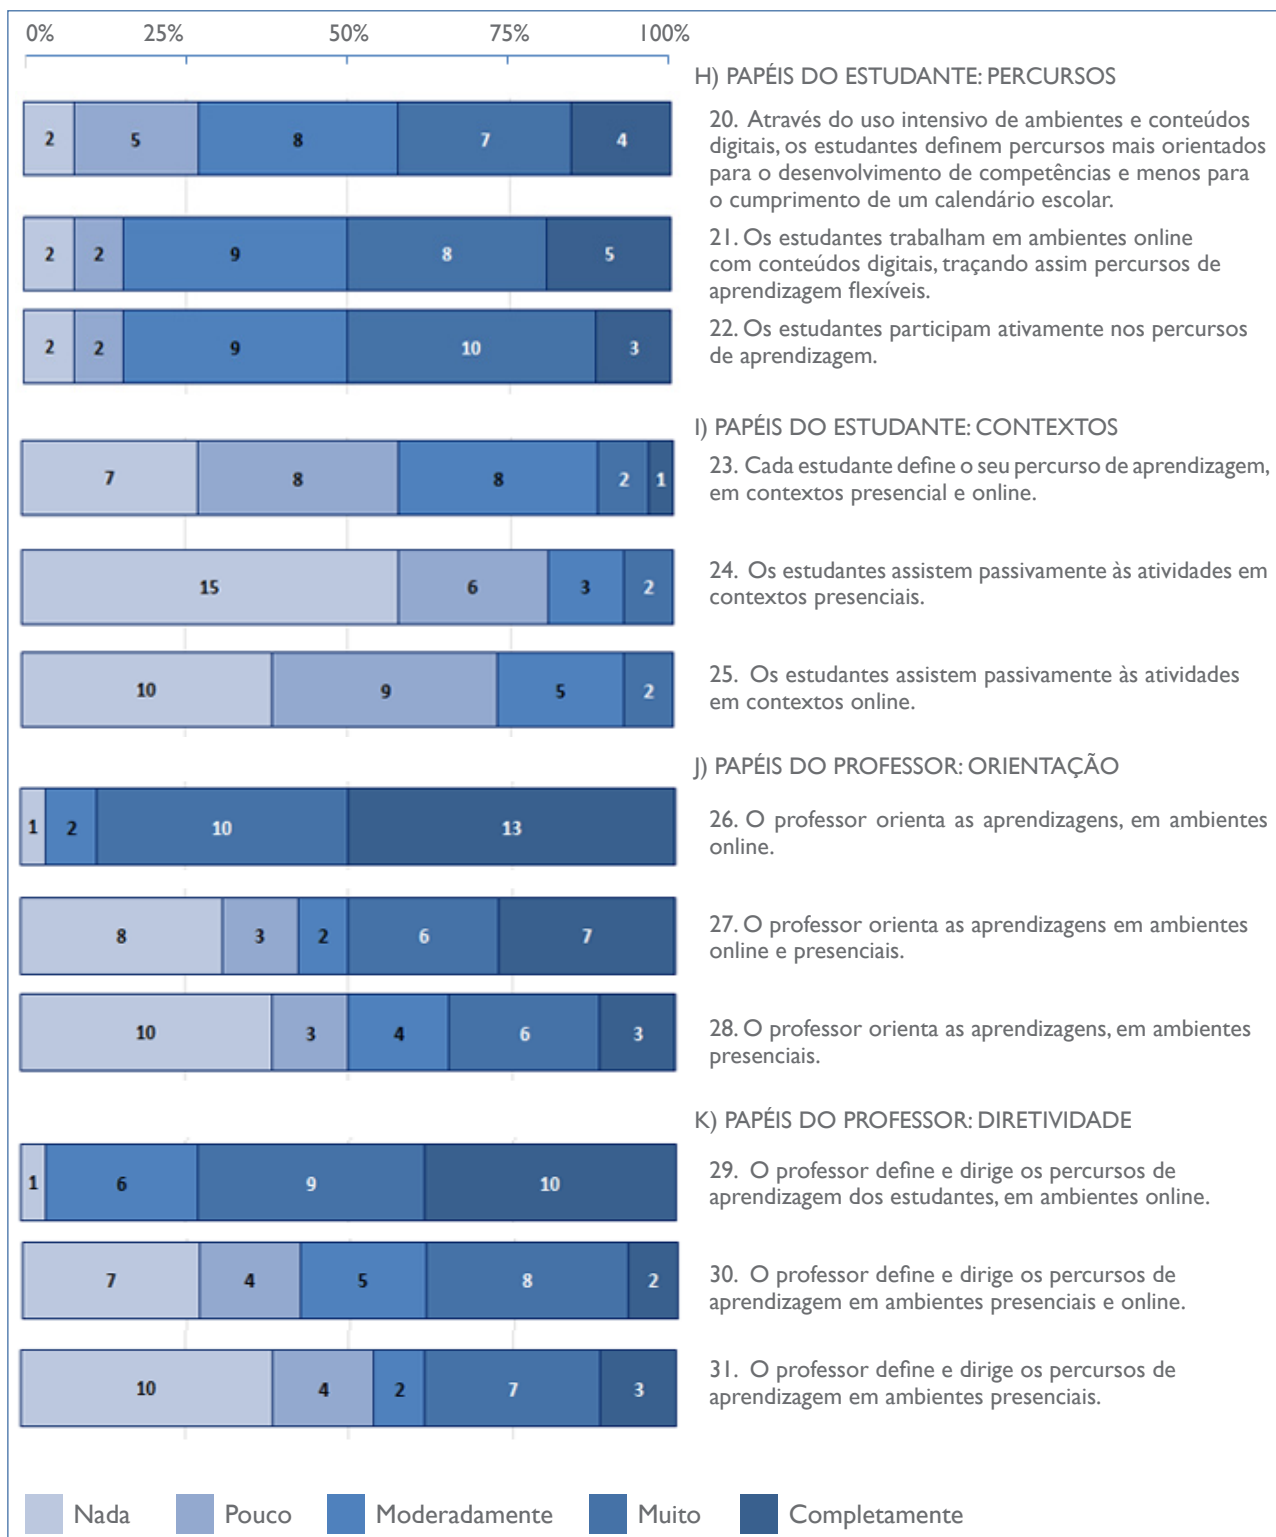 0% 25% 50% 75% 100%
H) PAPÉIS DO ESTUDANTE: PERCURSOS
2 5 8 7 4
20. Através do uso intensivo de ambientes e conteúdos
digitais, os estudantes definem percursos mais orientados
para o desenvolvimento de competências e menos para
o cumprimento de um calendário escolar.
2 2 9 8 5
21. Os estudantes trabalham em ambientes online
com conteúdos digitais, traçando assim percursos de
aprendizagem flexíveis.
2 2 9 10 3
22. Os estudantes participam ativamente nos percursos
de aprendizagem.
I) PAPÉIS DO ESTUDANTE: CONTEXTOS
7 8 8 2 1
23. Cada estudante define o seu percurso de aprendizagem,
em contextos presencial e online.
15 6 3 2
24. Os estudantes assistem passivamente às atividades em
contextos presenciais.
10 9 5 2
25. Os estudantes assistem passivamente às atividades
em contextos online.
J) PAPÉIS DO PROFESSOR: ORIENTAÇÃO
1 2 10 13
26. O professor orienta as aprendizagens, em ambientes
online.
8 3 2 6 7
27. O professor orienta as aprendizagens em ambientes
online e presenciais.
10 3 4 6 3
28. O professor orienta as aprendizagens, em ambientes
presenciais.
K) PAPÉIS DO PROFESSOR: DIRETIVIDADE
1 6 9 10
29. O professor define e dirige os percursos de
aprendizagem dos estudantes, em ambientes online.
7 4 5 8 2
30. O professor define e dirige os percursos de
aprendizagem em ambientes presenciais e online.
10 4 2 7 3
31. O professor define e dirige os percursos de
aprendizagem em ambientes presenciais.
Nada Pouco Moderadamente Muito Completamente